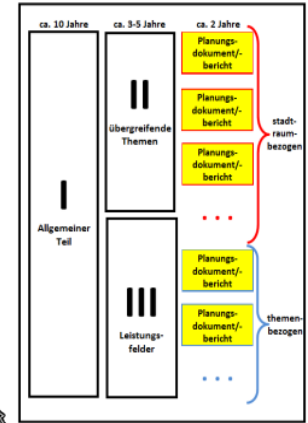 ca. 10 Jahre
ca. 3-5 Jahre
ca. 2 Jahre
I
Allgemeiner
Teil
II
übergreifende
Themen
III
Leistungs-
felder
Planungs-
dokument/-
bericht
Planungs-
dokument/-
bericht
Planungs-
dokument/-
bericht
...
Planungs-
dokument/-
bericht
Planungs-
dokument/-
bericht
...
stadt-
raum-
bezogen
themen-
bezogen